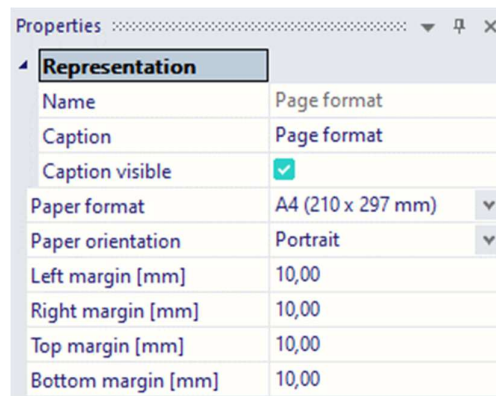 Properties
Representation
Name Page format
Caption Page format
Caption visible
Paper format A4 (210 x 297 mm)
Paper orientation Portrait
Left margin [mm] 10,00
Right margin [mm] 10,00
Top margin [mm] 10,00
Bottom margin [mm] 10,00